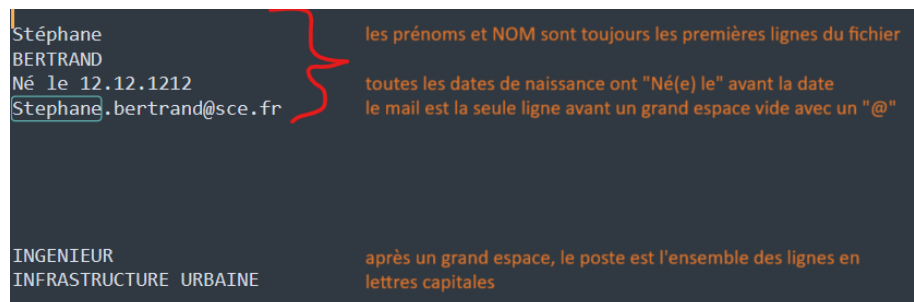 Stéphane
les prénoms et NOM sont toujours les premières lignes du fichier
BERTRAND
Né le 12.12.1212
toutes les dates de naissance ont "Né(e) le" avant la date
Stephane.bertrand@sce.fr
le mail est la seule ligne avant un grand espace vide avec un "@"
INGENIEUR
après un grand espace, le poste est l'ensemble des lignes en
INFRASTRUCTURE URBAINE
lettres capitales